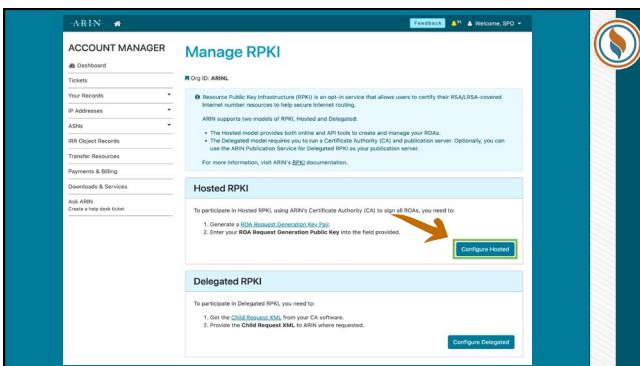 ARIN
Feedback
11
Welcome, SPO
ACCOUNT MANAGER
Dashboard
Tickets
Your Records
IP Addresses
ASNs
IRR Object Records
Transfer Resources
Payments & Billing
Downloads & Services
Ask ARIN
Create a help desk ticket
Manage RPKI
Org ID: ARINL
Resource Public Key Infrastructure (RPKI) is an opt-in service that allows users to certify their RSA/LRSA-covered
Internet number resources to help secure Internet routing.
ARIN supports two models of RPKI, Hosted and Delegated:
• The Hosted model provides both online and API tools to create and manage your ROAs.
• The Delegated model requires you to run a Certificate Authority (CA) and publication server. Optionally, you can
use the ARIN Publication Service for Delegated RPKI as your publication server.
For more information, visit ARIN's RPKI documentation.
Hosted RPKI
To participate in Hosted RPKI, using ARIN's Certificate Authority (CA) to sign all ROAs, you need to:
1. Generate a ROA Request Generation Key Pair.
2. Enter your ROA Request Generation Public Key into the field provided.
Configure Hosted
Delegated RPKI
To participate in Delegated RPKI, you need to:
1. Get the Child Request XML from your CA software.
2. Provide the Child Request XML to ARIN where requested.
Configure Delegated